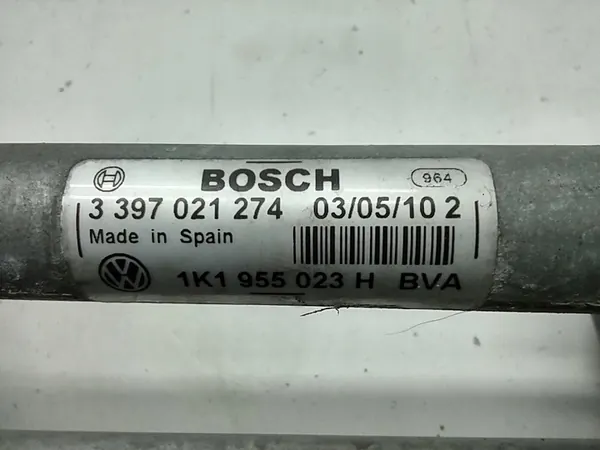 BOSCH 964
3 397 021 274 03/05/10 2
Made in Spain
1K1 955 023 H BVA